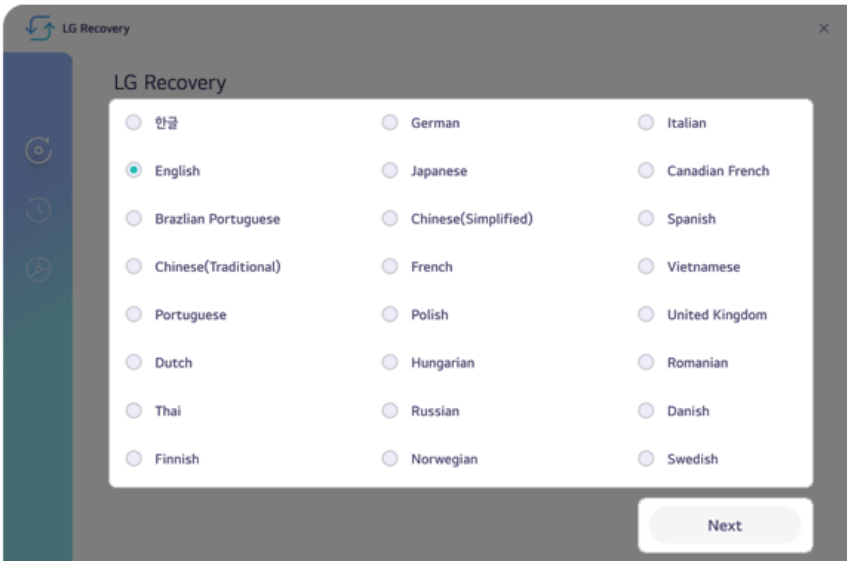 LG Recovery
LG Recovery
한글 German Italian
English Japanese Canadian French
Brazlian Portuguese Chinese(Simplified) Spanish
Chinese(Traditional) French Vietnamese
Portuguese Polish United Kingdom
Dutch Hungarian Romanian
Thai Russian Danish
Finnish Norwegian Swedish
Next